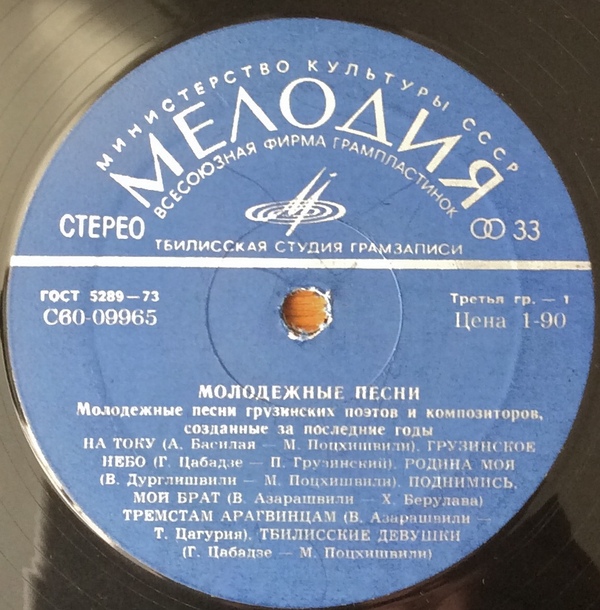 МИНИСТЕРСТВО КУЛЬТУРЫ СССР
МЕЛОДИЯ
ВСЕСОЮЗНАЯ ФИРМА ГРАМПЛАСТИНОК
СТЕРЕО
33
ТБИЛИССКАЯ СТУДИЯ ГРАМЗАПИСИ
ГОСТ 5289—73
Третья гр. — 1
С60-09965
Цена 1-90
МОЛОДЕЖНЫЕ ПЕСНИ
Молодежные песни грузинских поэтов и композиторов,
созданные за последние годы
НА ТОКУ (А. Басилая — М. Поцхишвили). ГРУЗИНСКОЕ
НЕБО (Г. Цабадзе — П. Грузинский). РОДИНА МОЯ
(В. Дурглишвили — М. Поцхишвили). ПОДНИМИСЬ,
МОЙ БРАТ (В. Азарашвили — Х. Берулава).
ТРЕМСТАМ АРАГВИНЦАМ (В. Азарашвили —
Т. Цагурия). ТБИЛИССКИЕ ДЕВУШКИ
(Г. Цабадзе — М. Поцхишвили)